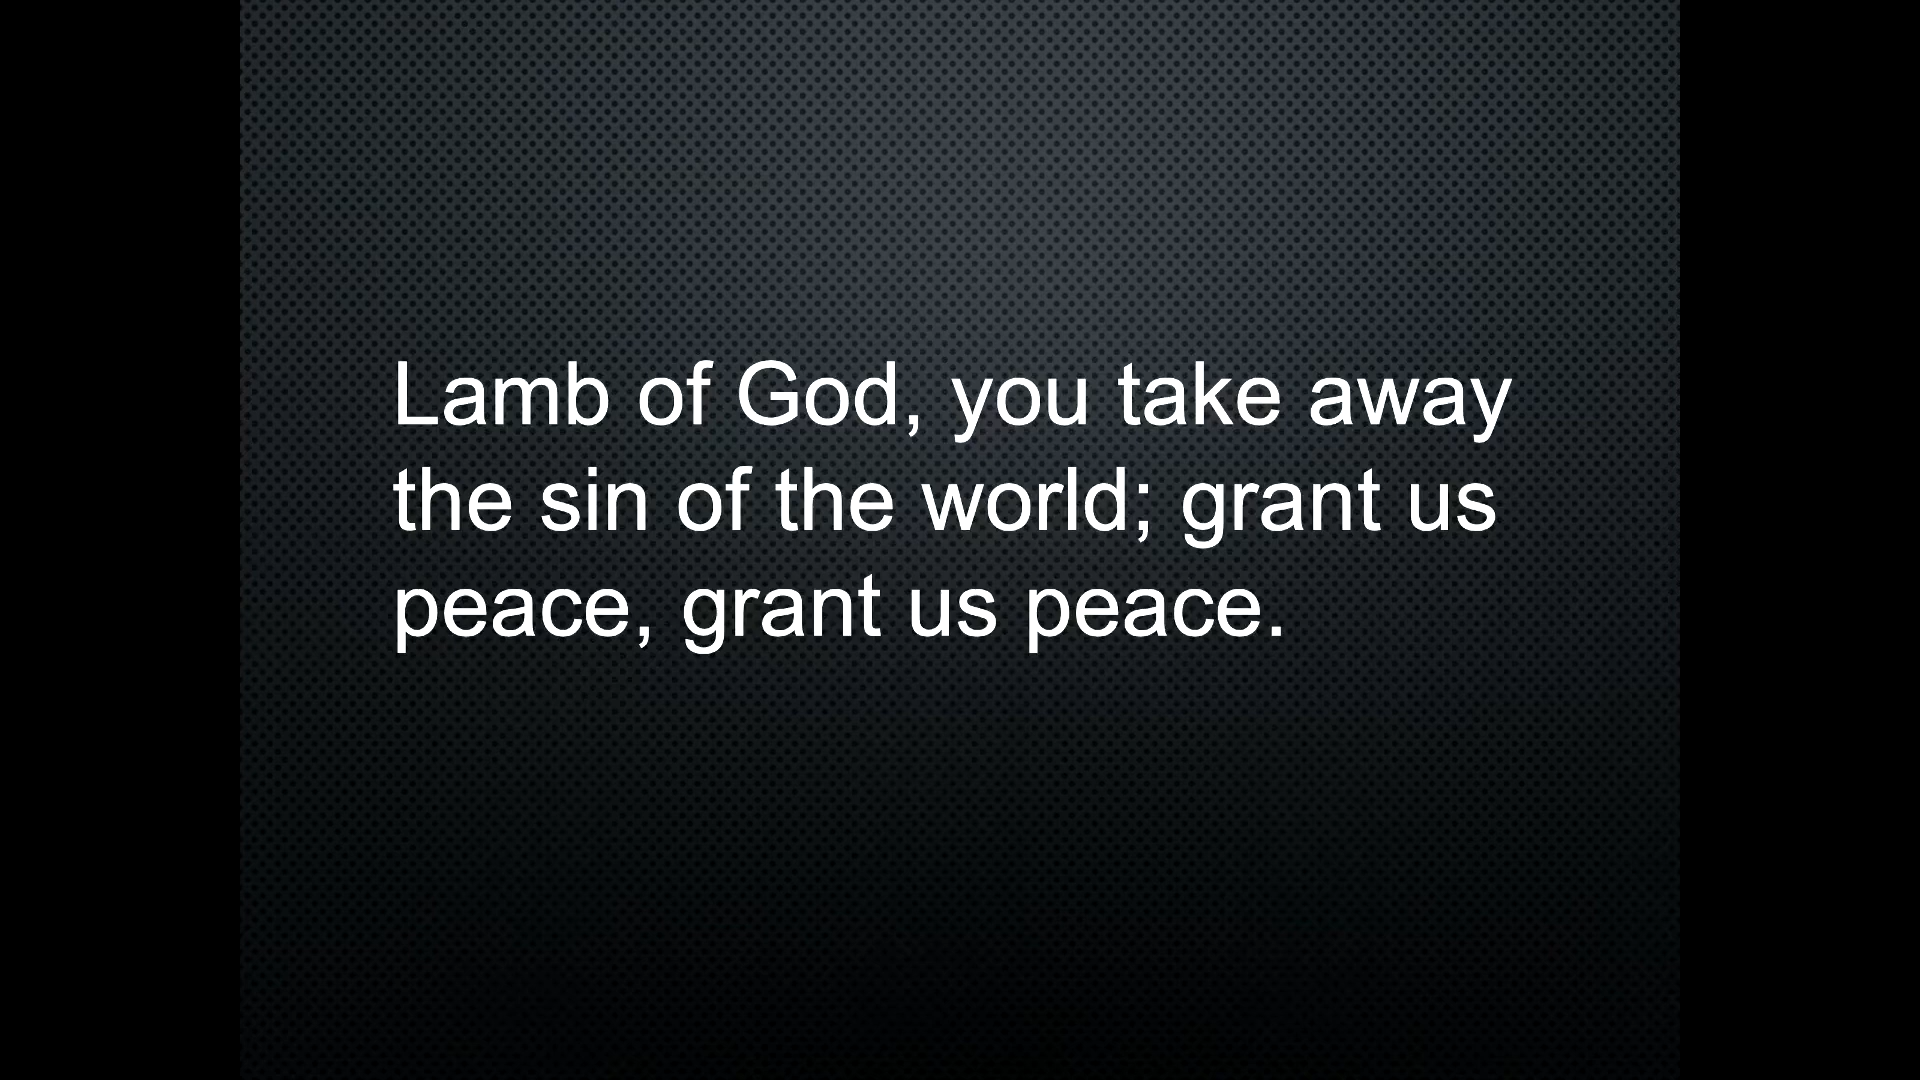 Lamb of God, you take away
the sin of the world; grant us
peace, grant us peace.